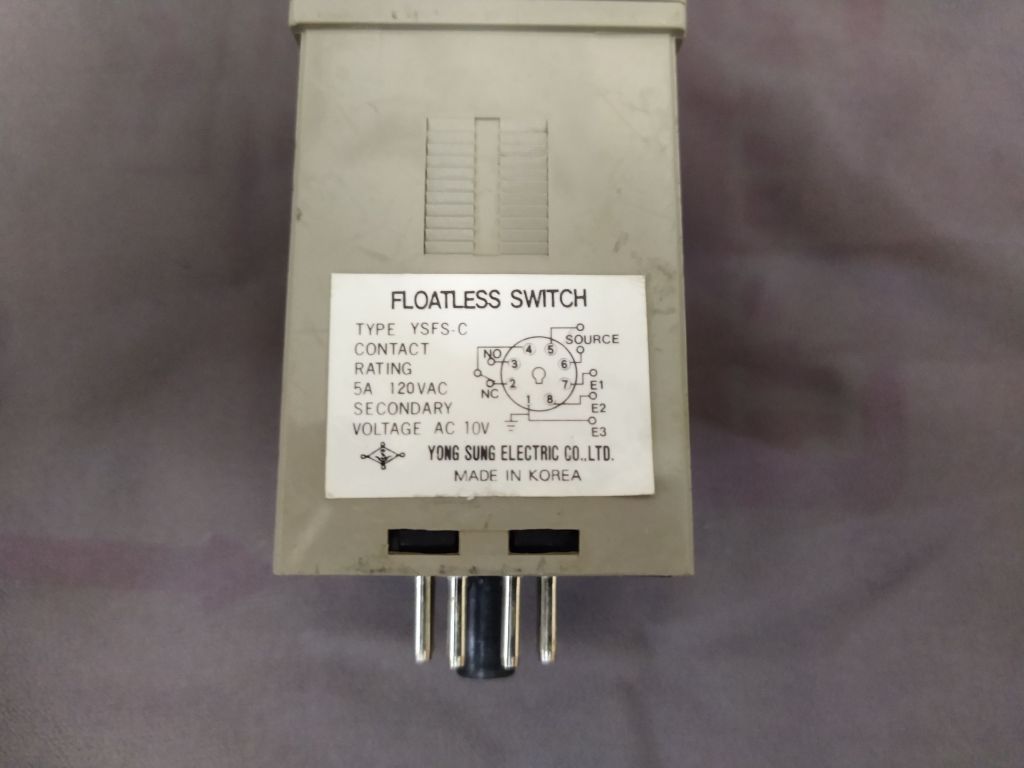 FLOATLESS SWITCH
TYPE YSFS-C
CONTACT
RATING
5A 120VAC
SECONDARY
VOLTAGE AC 10V
SOURCE
NO
4
5
3
6
2
7
NC
1
8
E1
E2
E3
YONG SUNG ELECTRIC CO.,LTD.
MADE IN KOREA